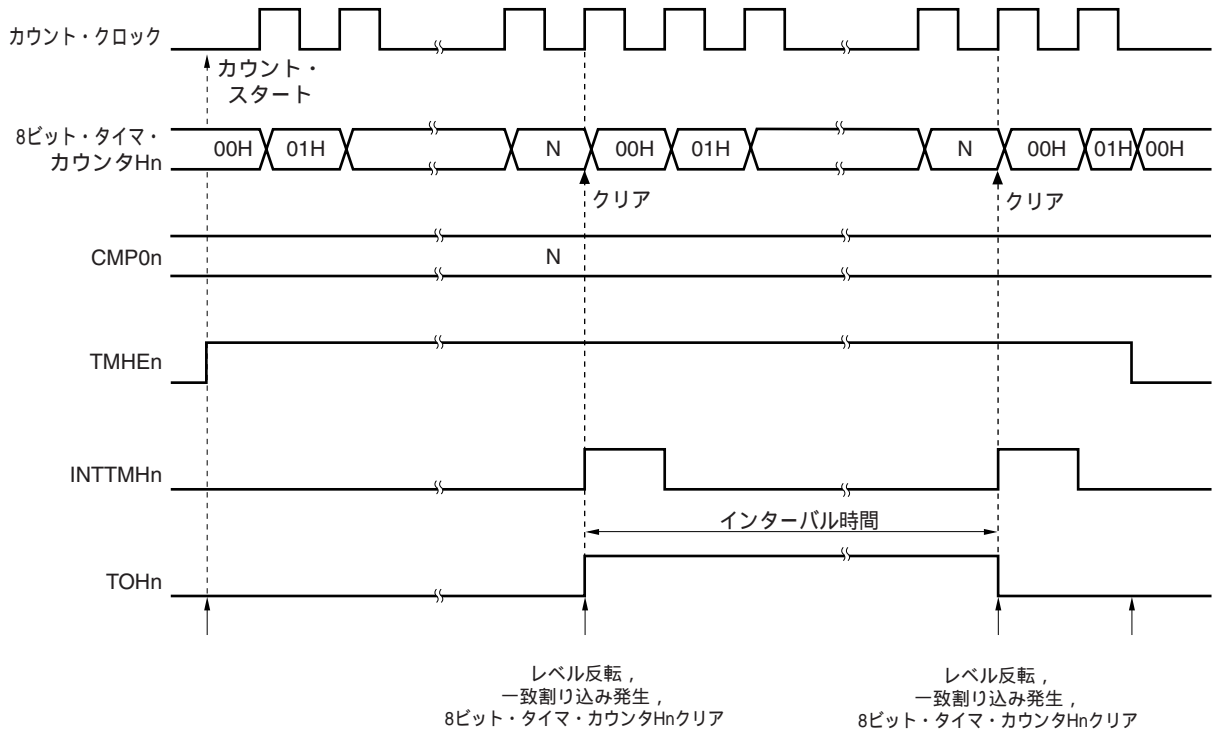 カウント・クロック
カウント・
スタート
8ビット・タイマ・
カウンタHn
00H
01H
N
00H
01H
N
00H
01H
00H
クリア
クリア
CMP0n
N
TMHEn
INTTMHn
インターバル時間
TOHn
レベル反転，
一致割り込み発生，
8ビット・タイマ・カウンタHnクリア
レベル反転，
一致割り込み発生，
8ビット・タイマ・カウンタHnクリア